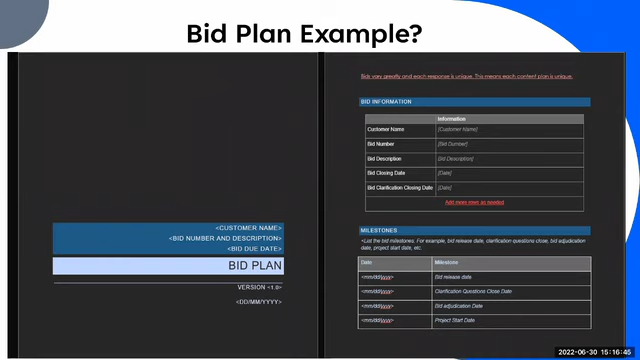 Bid Plan Example?
<CUSTOMER NAME>
<BID NUMBER AND DESCRIPTION>
<BID DUE DATE>
BID PLAN
VERSION <1.0>
<DD/MM/YYYY>
Bids vary greatly and each response is unique. This means each content plan is unique.
BID INFORMATION
Information
Customer Name [Customer Name]
Bid Number [Bid Number]
Bid Description [Bid Description]
Bid Closing Date [Date]
Bid Clarification Closing Date [Date]
Add more rows as needed
MILESTONES
<List the bid milestones. For example, bid release date, clarification questions close, bid adjudication
date, project start date, etc.
Date Milestone
<mm/dd/yyyy> Bid release date
<mm/dd/yyyy> Clarification Questions Close Date
<mm/dd/yyyy> Bid adjudication Date
<mm/dd/yyyy> Project Start Date
2022-06-30 15:16:45